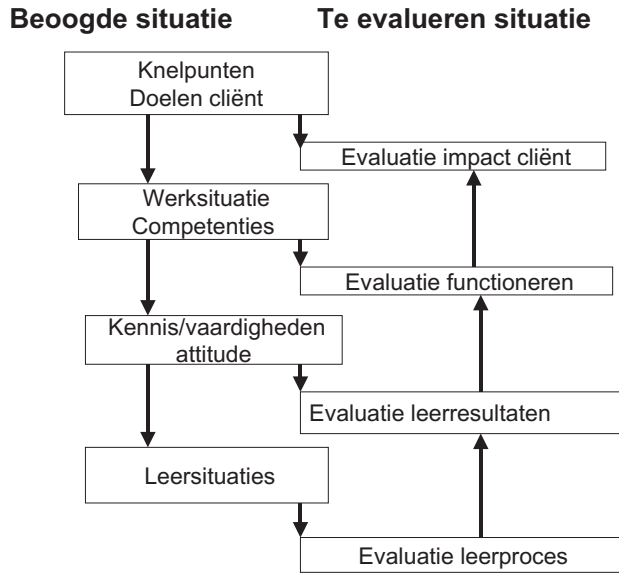 Beoogde situatie
Te evalueren situatie
Knelpunten
Doelen cliënt
Evaluatie impact cliënt
Werksituatie
Competenties
Evaluatie functioneren
Kennis/vaardigheden
attitude
Evaluatie leerresultaten
Leersituaties
Evaluatie leerproces